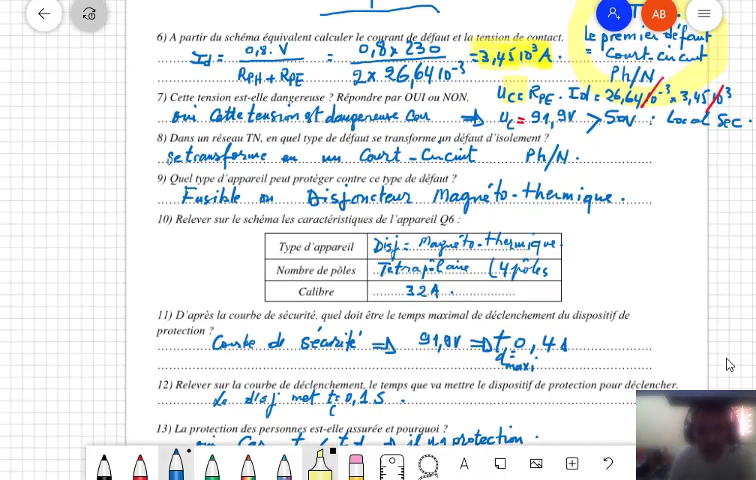 AB
Le premier défaut
= Court-circuit
Ph/N
6) A partir du schéma équivalent calculer le courant de défaut et la tension de contact.
Id = 0,8. V / RPH + RPE = 0,8 x 230 / 2 x 26,64 10⁻³ = 3,45 10³ A.
Uc = RPE . Id = 26,64 10⁻³ x 3,45 10³
7) Cette tension est-elle dangereuse ? Répondre par OUI ou NON.
oui cette tension est dangereuse car ⇒ Uc = 91,9V > 50V : Local Sec.
8) Dans un réseau TN, en quel type de défaut se transforme un défaut d'isolement ?
se transforme en un Court-Circuit Ph/N.
9) Quel type d'appareil peut protéger contre ce type de défaut ?
Fusible ou Disjoncteur Magnéto-thermique.
10) Relever sur le schéma les caractéristiques de l'appareil Q6 :
Type d'appareil Disj = Magnéto-thermique.
Nombre de pôles Tétrapolaire (4 pôles
Calibre 32A.
11) D'après la courbe de sécurité, quel doit être le temps maximal de déclenchement du dispositif de
protection ?
Courbe de sécurité ⇒ 91,9V ⇒ t = 0,4s
d maxi
12) Relever sur la courbe de déclenchement, le temps que va mettre le dispositif de protection pour déclencher.
Le disj met tc = 0,1 s.
13) La protection des personnes est-elle assurée et pourquoi ?
oui Car il y a protection.
A